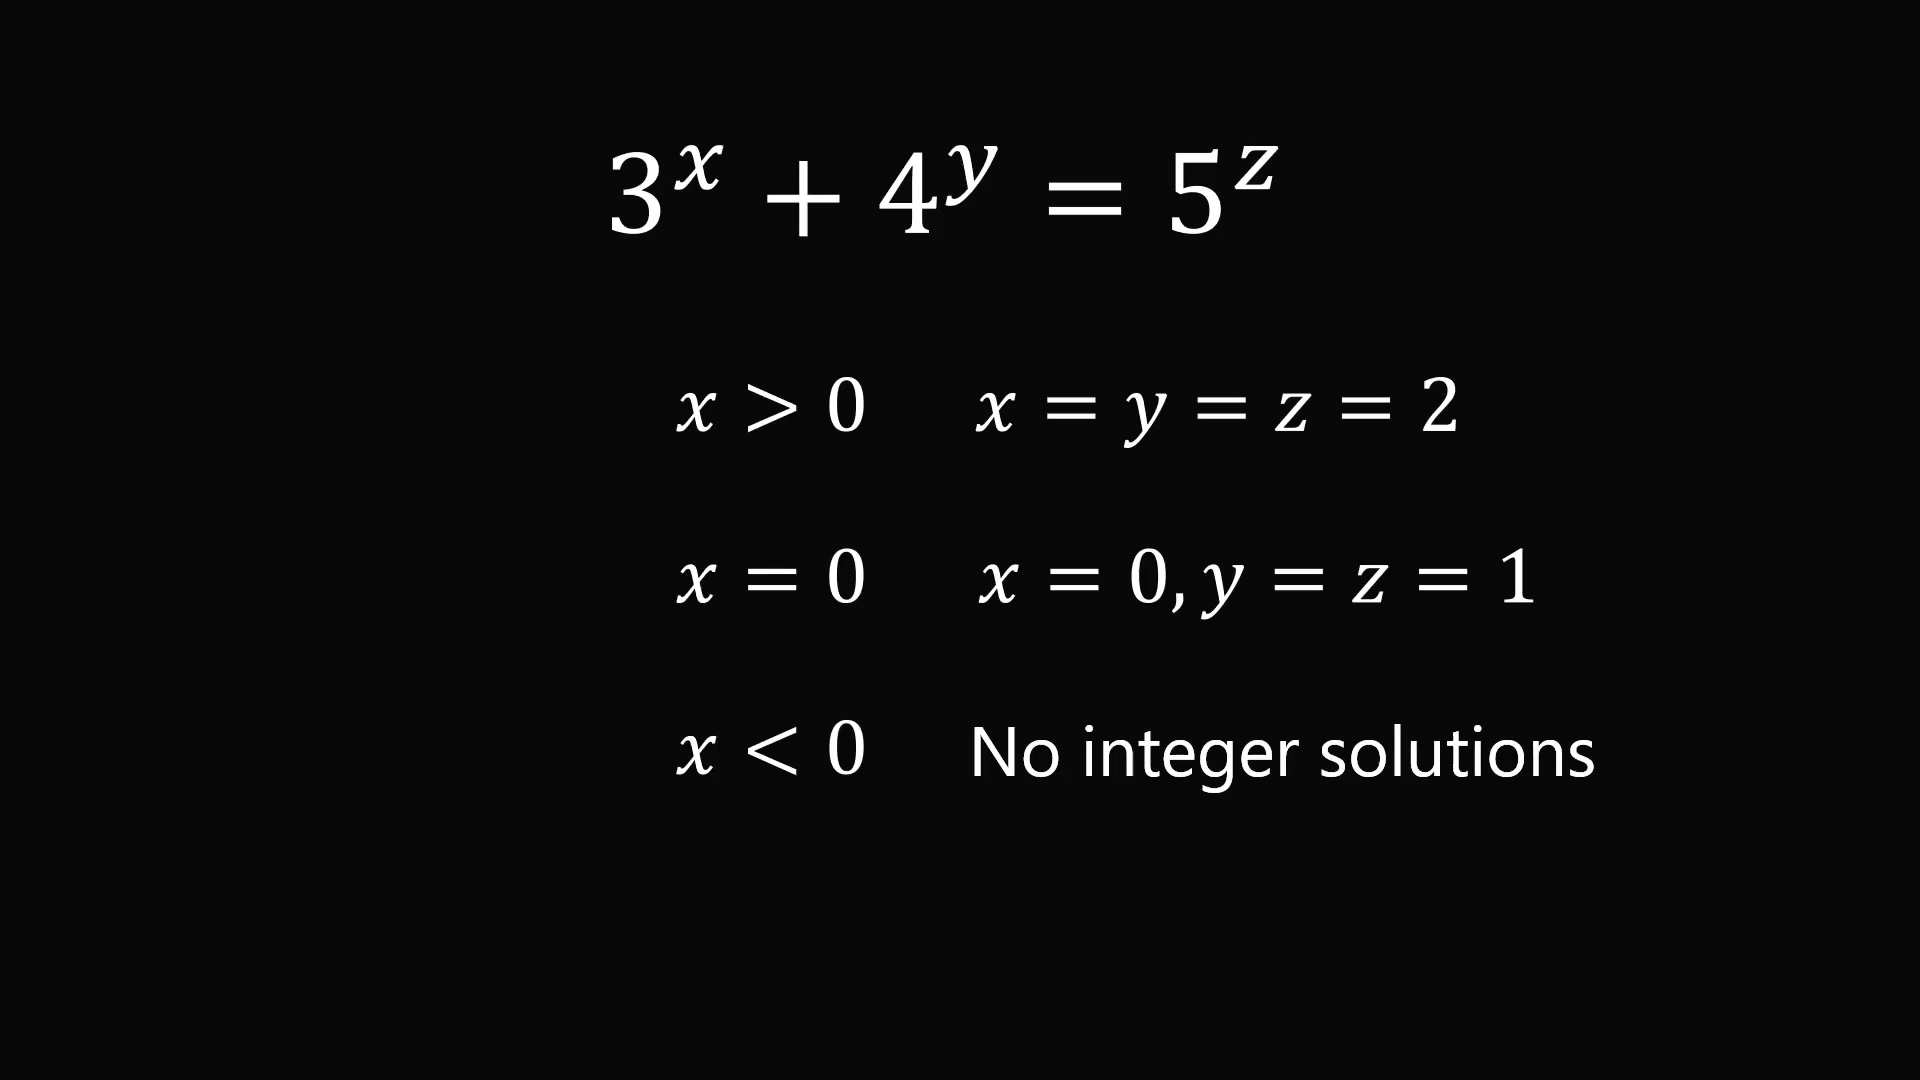 3^x + 4^y = 5^z
x > 0 x = y = z = 2
x = 0 x = 0, y = z = 1
x < 0 No integer solutions